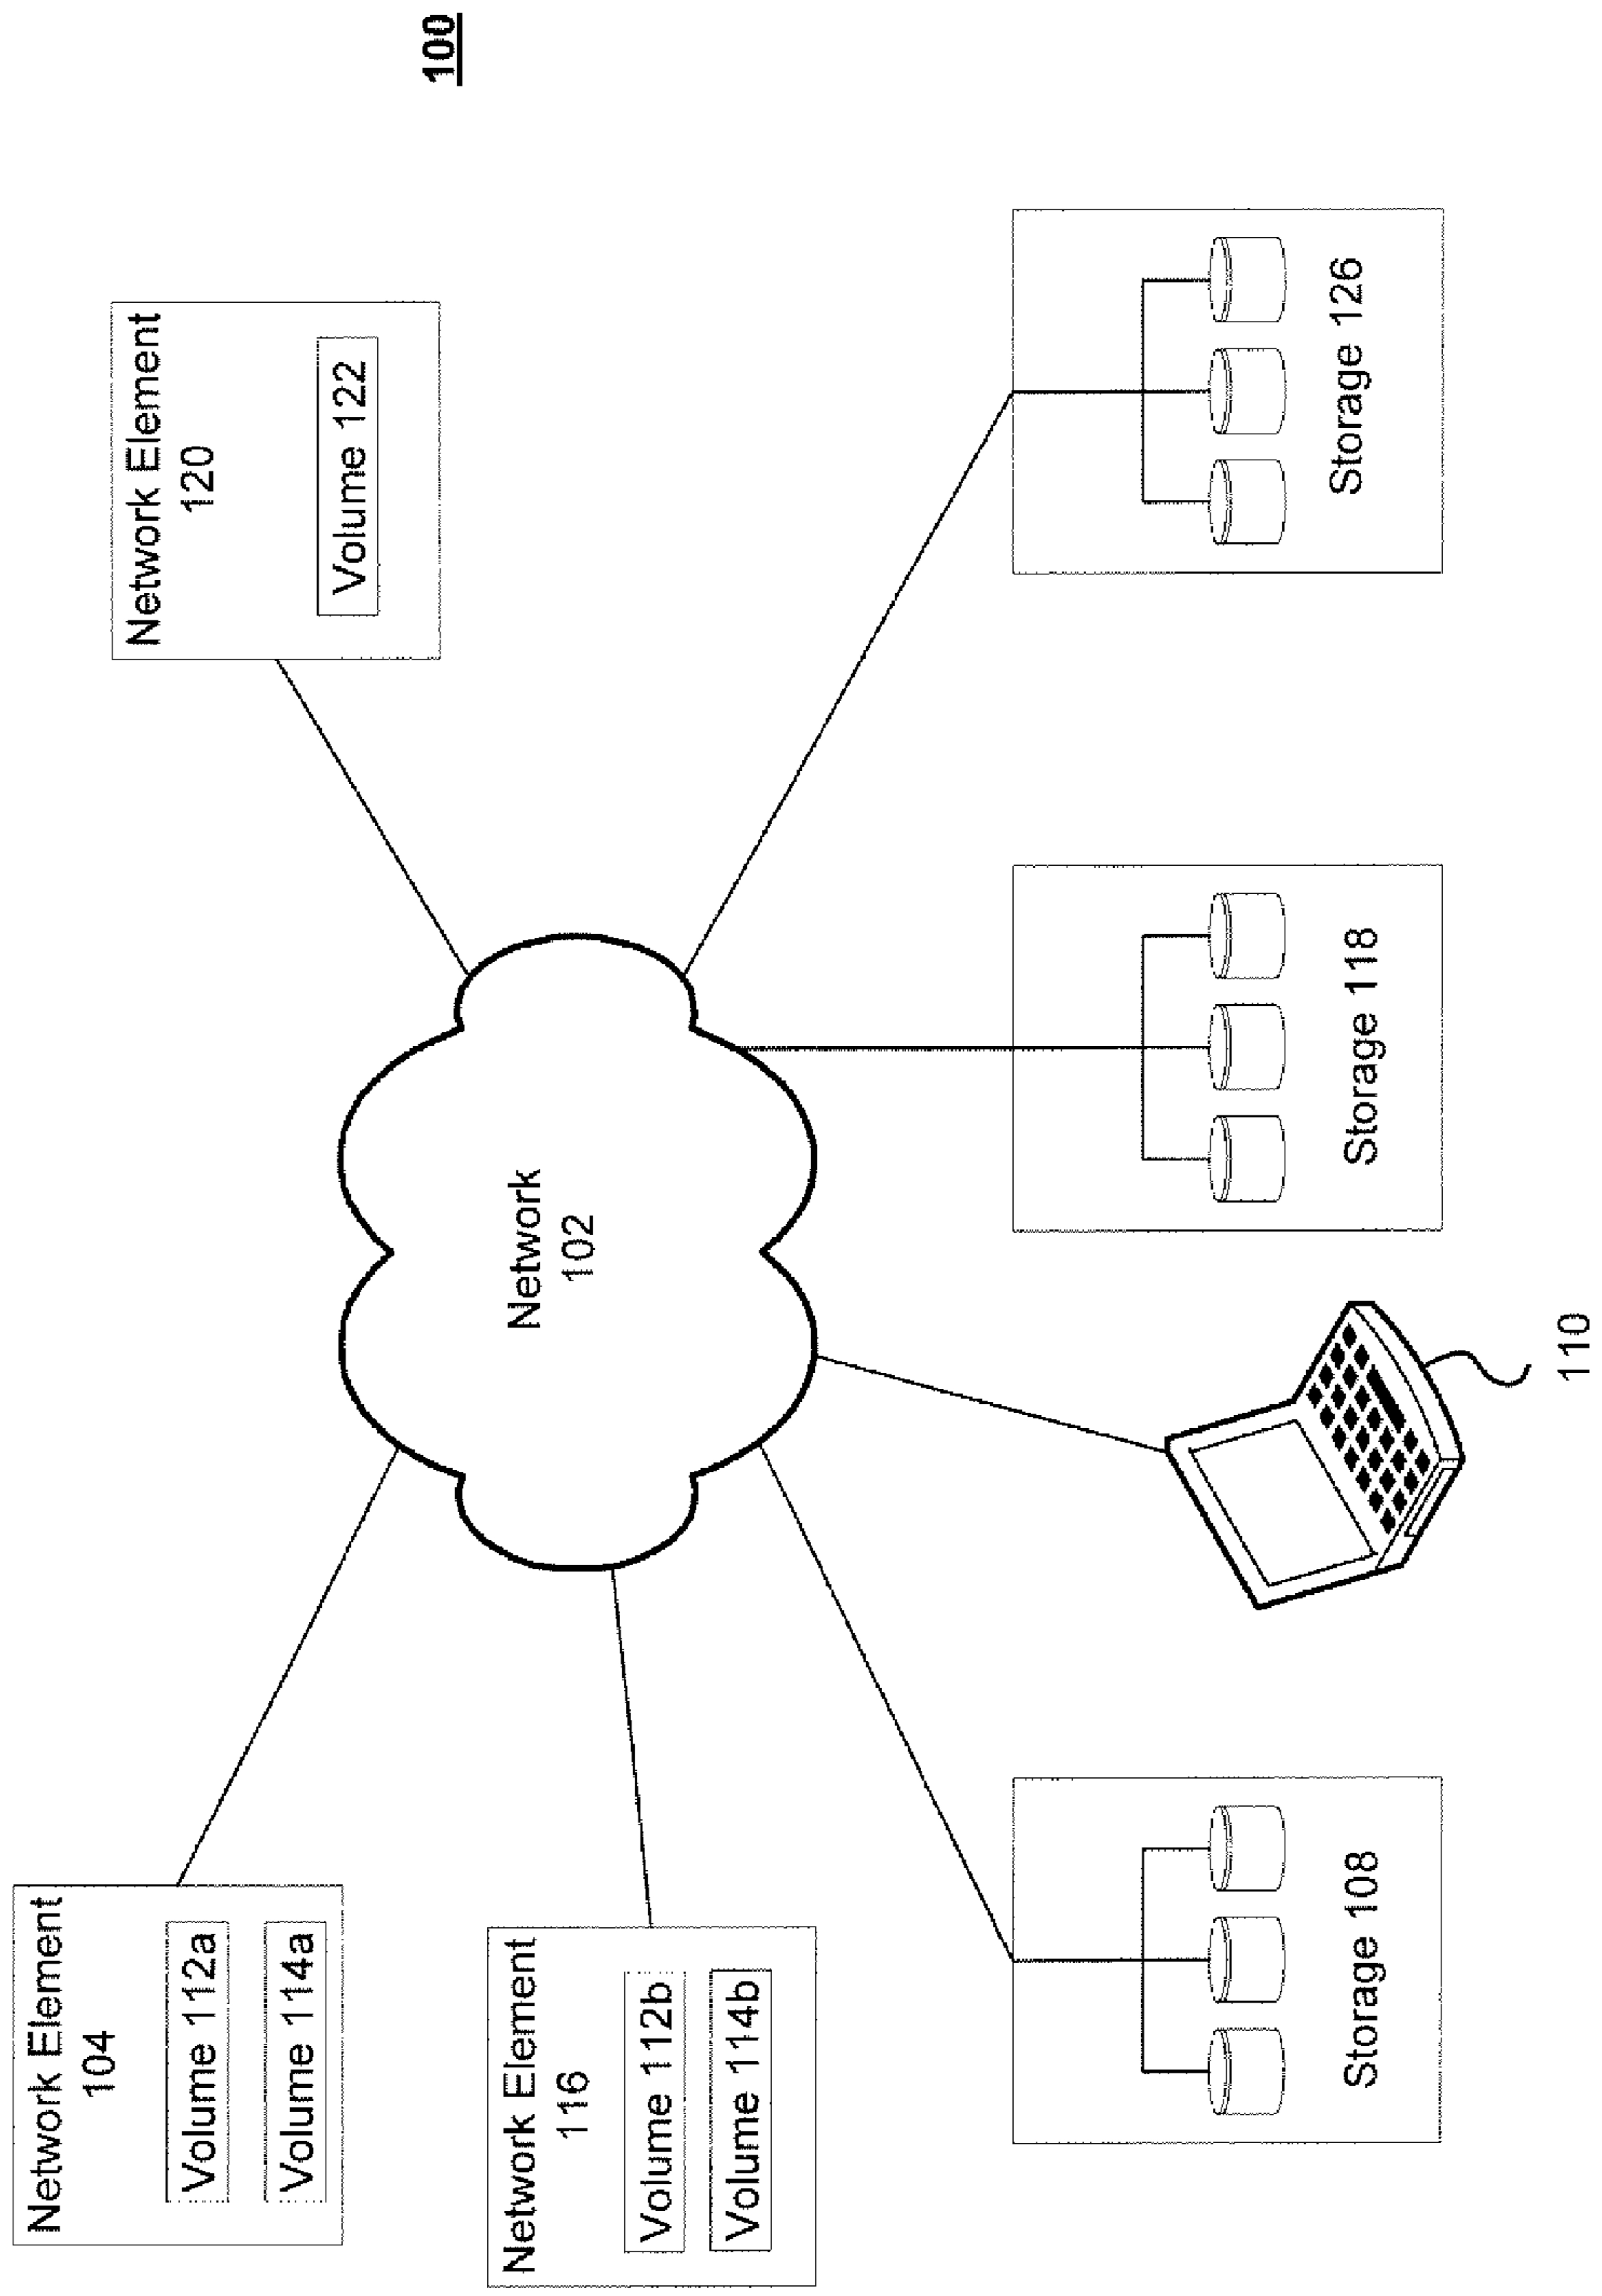 100
Network Element
104
Volume 112a
Volume 114a
Network Element
120
Volume 122
Network Element
116
Volume 112b
Volume 114b
Network
102
Storage 108
110
Storage 118
Storage 126